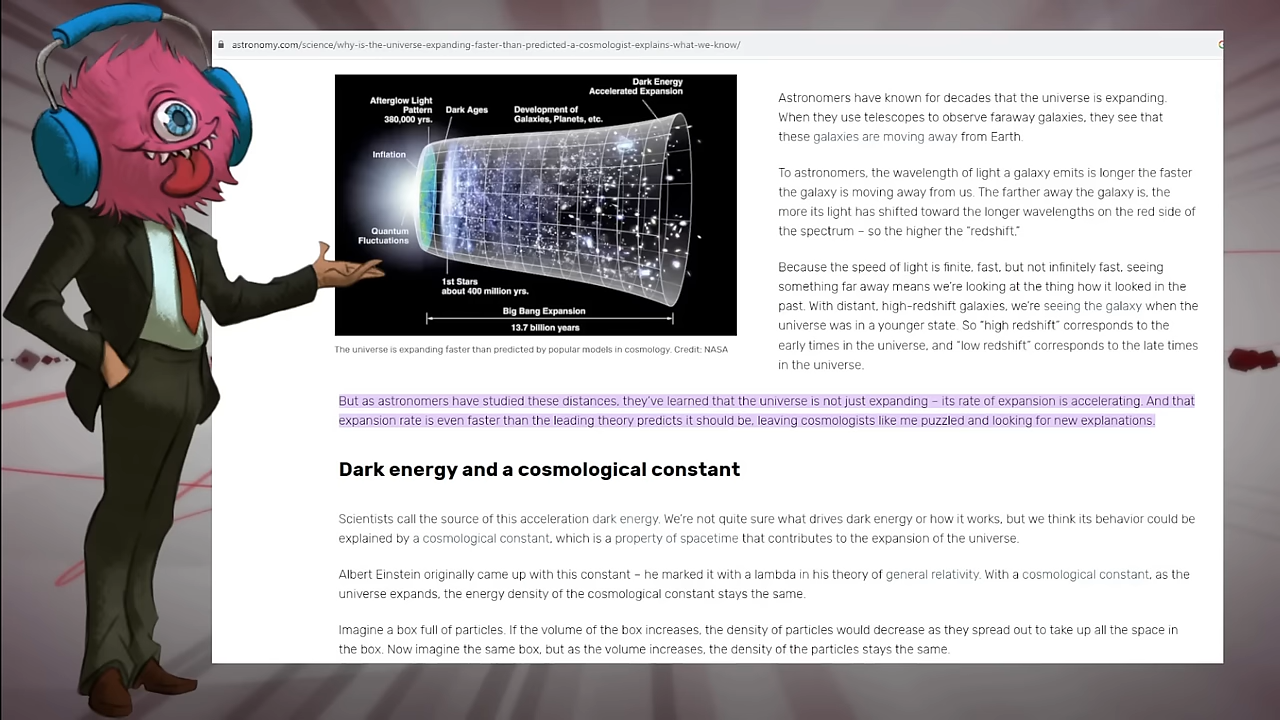 astronomy.com/science/why-is-the-universe-expanding-faster-than-predicted-a-cosmologist-explains-what-we-know/
Dark Energy
Accelerated Expansion
Afterglow Light
Pattern
380,000 yrs.
Dark Ages
Development of
Galaxies, Planets, etc.
Inflation
Quantum
Fluctuations
1st Stars
about 400 million yrs.
Big Bang Expansion
13.7 billion years
The universe is expanding faster than predicted by popular models in cosmology. Credit: NASA
Astronomers have known for decades that the universe is expanding.
When they use telescopes to observe faraway galaxies, they see that
these galaxies are moving away from Earth.
To astronomers, the wavelength of light a galaxy emits is longer the faster
the galaxy is moving away from us. The farther away the galaxy is, the
more its light has shifted toward the longer wavelengths on the red side of
the spectrum – so the higher the “redshift.”
Because the speed of light is finite, fast, but not infinitely fast, seeing
something far away means we’re looking at the thing how it looked in the
past. With distant, high-redshift galaxies, we’re seeing the galaxy when the
universe was in a younger state. So “high redshift” corresponds to the
early times in the universe, and “low redshift” corresponds to the late times
in the universe.
But as astronomers have studied these distances, they’ve learned that the universe is not just expanding – its rate of expansion is accelerating. And that
expansion rate is even faster than the leading theory predicts it should be, leaving cosmologists like me puzzled and looking for new explanations.
Dark energy and a cosmological constant
Scientists call the source of this acceleration dark energy. We’re not quite sure what drives dark energy or how it works, but we think its behavior could be
explained by a cosmological constant, which is a property of spacetime that contributes to the expansion of the universe.
Albert Einstein originally came up with this constant – he marked it with a lambda in his theory of general relativity. With a cosmological constant, as the
universe expands, the energy density of the cosmological constant stays the same.
Imagine a box full of particles. If the volume of the box increases, the density of particles would decrease as they spread out to take up all the space in
the box. Now imagine the same box, but as the volume increases, the density of the particles stays the same.